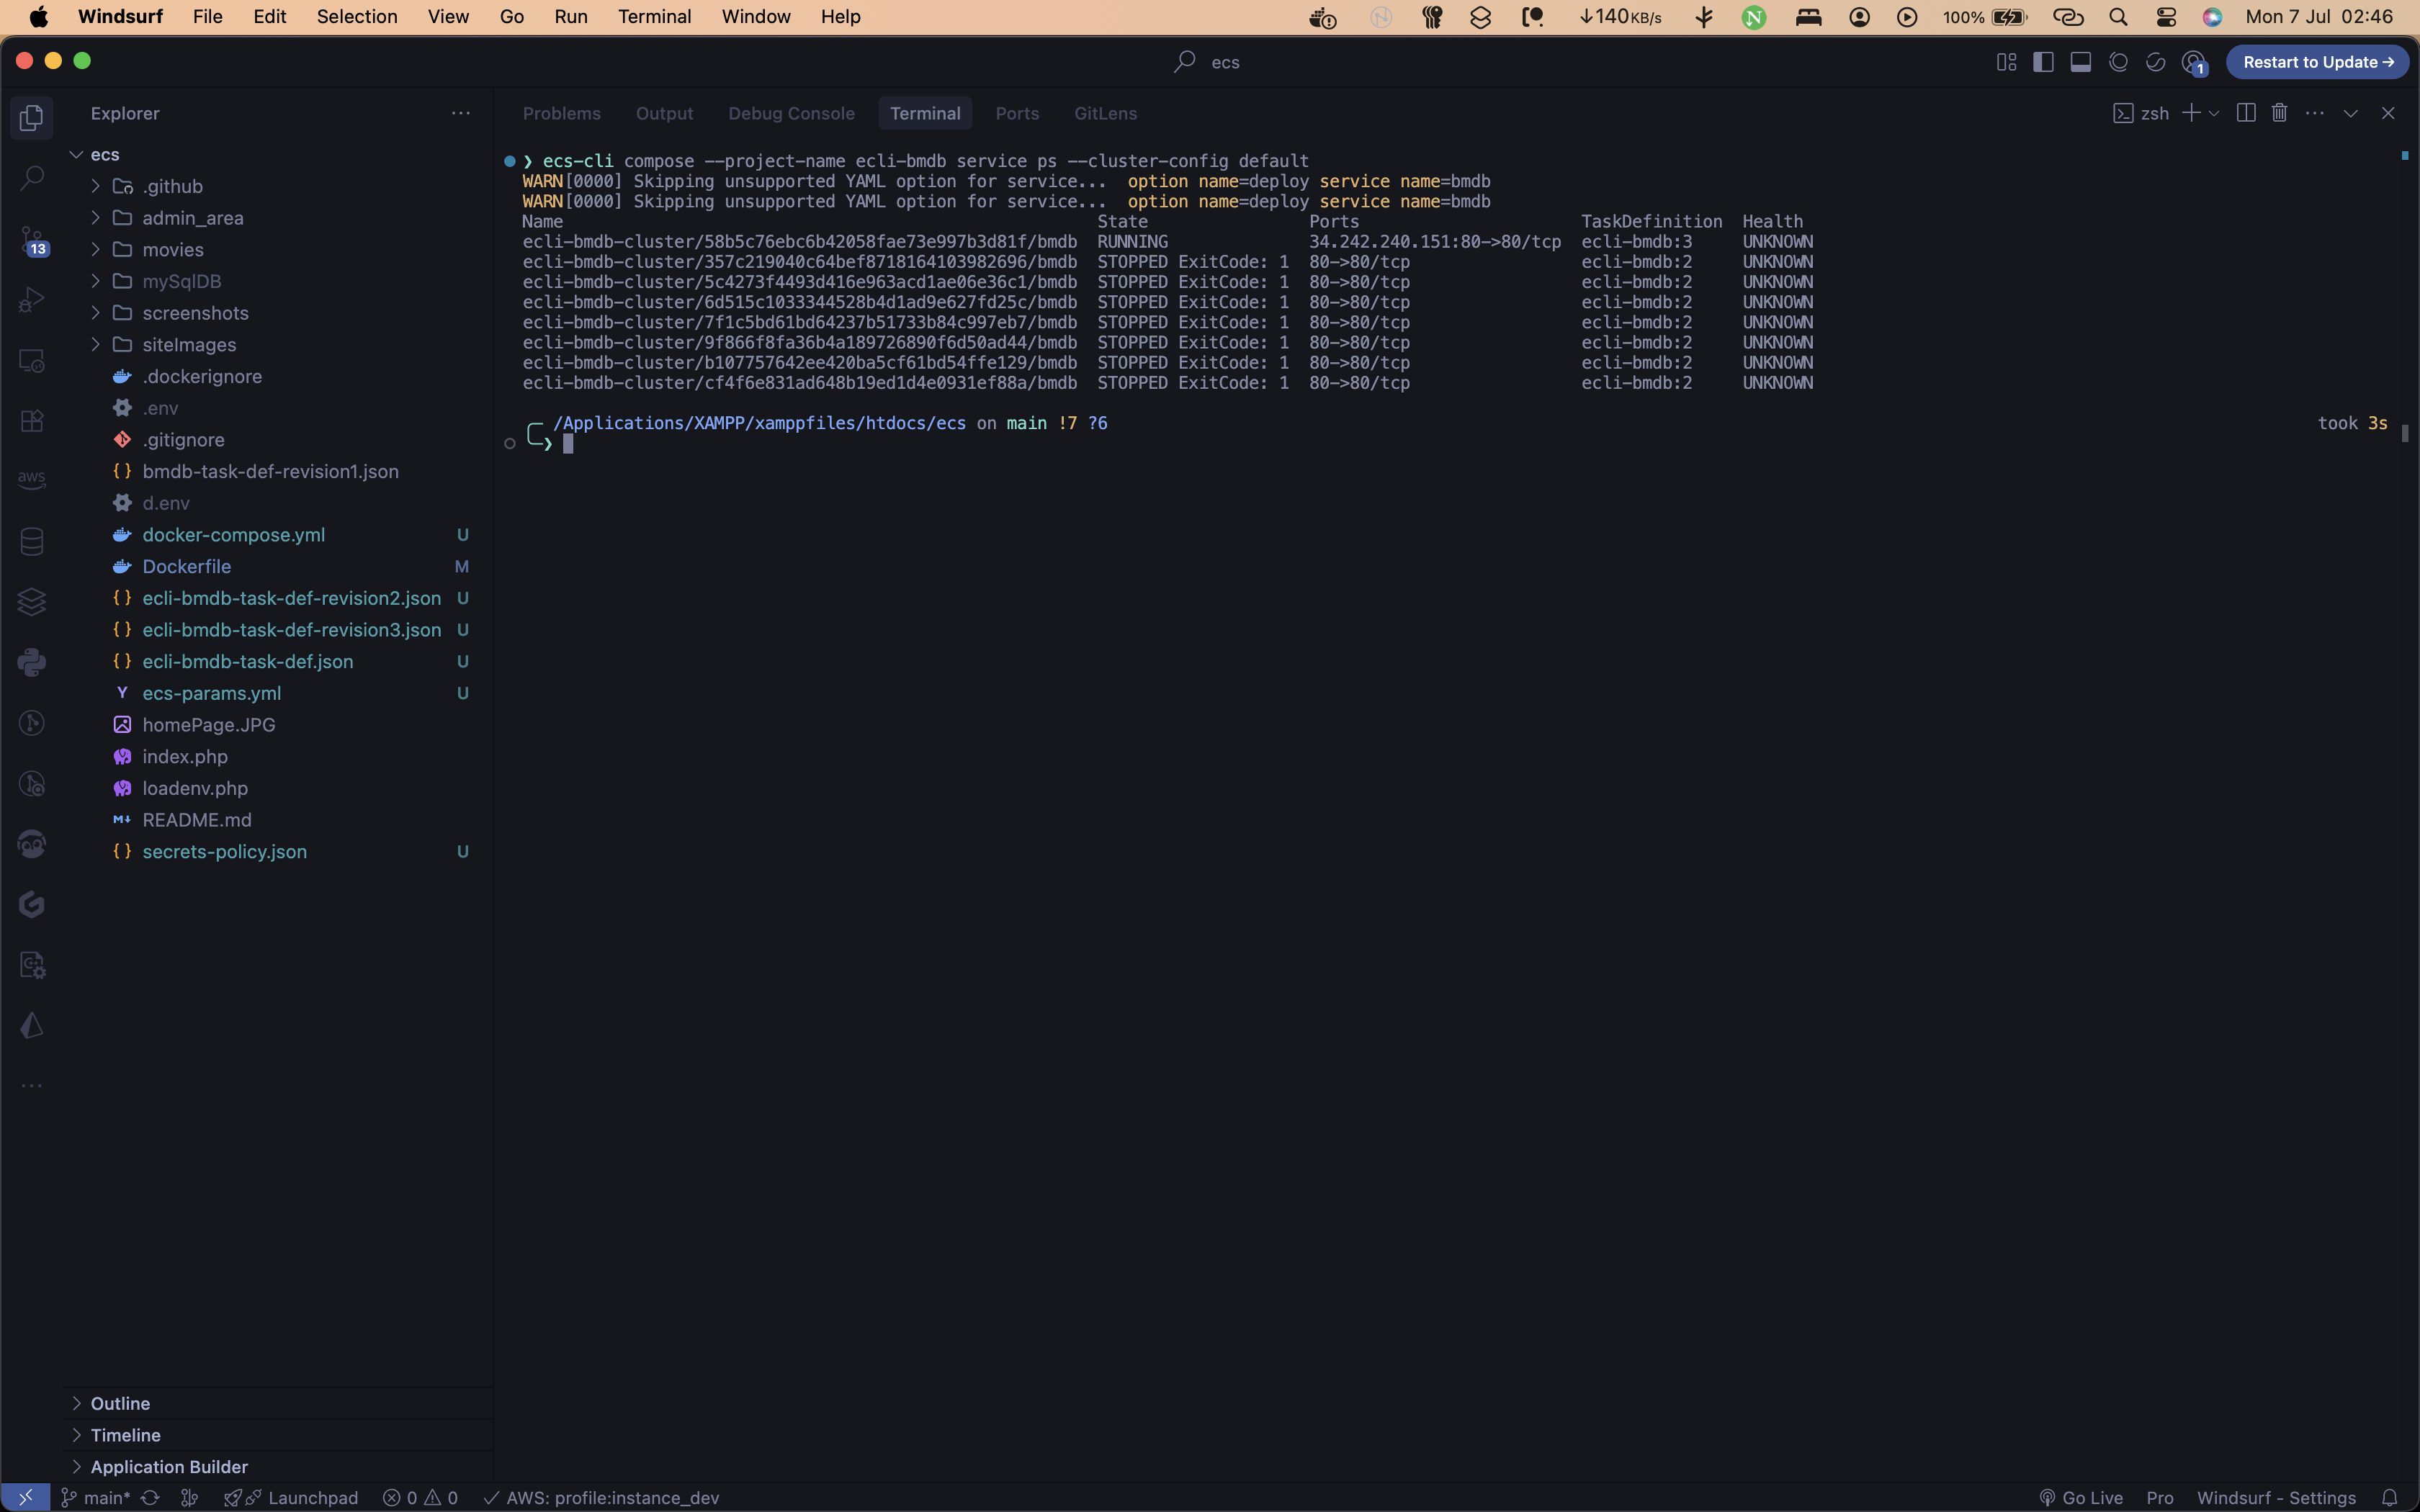 Windsurf File Edit Selection View Go Run Terminal Window Help ↓140KB/s 100% Mon 7 Jul 02:46
ecs 1 Restart to Update →
Explorer ...
Problems Output Debug Console Terminal Ports GitLens zsh
ecs
.github
admin_area
movies
mySqlDB
screenshots
siteImages
.dockerignore
.env
.gitignore
{ } bmdb-task-def-revision1.json
d.env
docker-compose.yml U
Dockerfile M
{ } ecli-bmdb-task-def-revision2.json U
{ } ecli-bmdb-task-def-revision3.json U
{ } ecli-bmdb-task-def.json U
Y ecs-params.yml U
homePage.JPG
index.php
loadenv.php
M↓ README.md
{ } secrets-policy.json U
13
aws
Outline
Timeline
Application Builder
❯ ecs-cli compose --project-name ecli-bmdb service ps --cluster-config default
WARN[0000] Skipping unsupported YAML option for service... option name=deploy service name=bmdb
WARN[0000] Skipping unsupported YAML option for service... option name=deploy service name=bmdb
Name State Ports TaskDefinition Health
ecli-bmdb-cluster/58b5c76ebc6b42058fae73e997b3d81f/bmdb RUNNING 34.242.240.151:80->80/tcp ecli-bmdb:3 UNKNOWN
ecli-bmdb-cluster/357c219040c64bef8718164103982696/bmdb STOPPED ExitCode: 1 80->80/tcp ecli-bmdb:2 UNKNOWN
ecli-bmdb-cluster/5c4273f4493d416e963acd1ae06e36c1/bmdb STOPPED ExitCode: 1 80->80/tcp ecli-bmdb:2 UNKNOWN
ecli-bmdb-cluster/6d515c1033344528b4d1ad9e627fd25c/bmdb STOPPED ExitCode: 1 80->80/tcp ecli-bmdb:2 UNKNOWN
ecli-bmdb-cluster/7f1c5bd61bd64237b51733b84c997eb7/bmdb STOPPED ExitCode: 1 80->80/tcp ecli-bmdb:2 UNKNOWN
ecli-bmdb-cluster/9f866f8fa36b4a189726890f6d50ad44/bmdb STOPPED ExitCode: 1 80->80/tcp ecli-bmdb:2 UNKNOWN
ecli-bmdb-cluster/b107757642ee420ba5cf61bd54ffe129/bmdb STOPPED ExitCode: 1 80->80/tcp ecli-bmdb:2 UNKNOWN
ecli-bmdb-cluster/cf4f6e831ad648b19ed1d4e0931ef88a/bmdb STOPPED ExitCode: 1 80->80/tcp ecli-bmdb:2 UNKNOWN
/Applications/XAMPP/xamppfiles/htdocs/ecs on main !7 ?6 took 3s
❯
main* Launchpad 0 0 AWS: profile:instance_dev Go Live Pro Windsurf - Settings